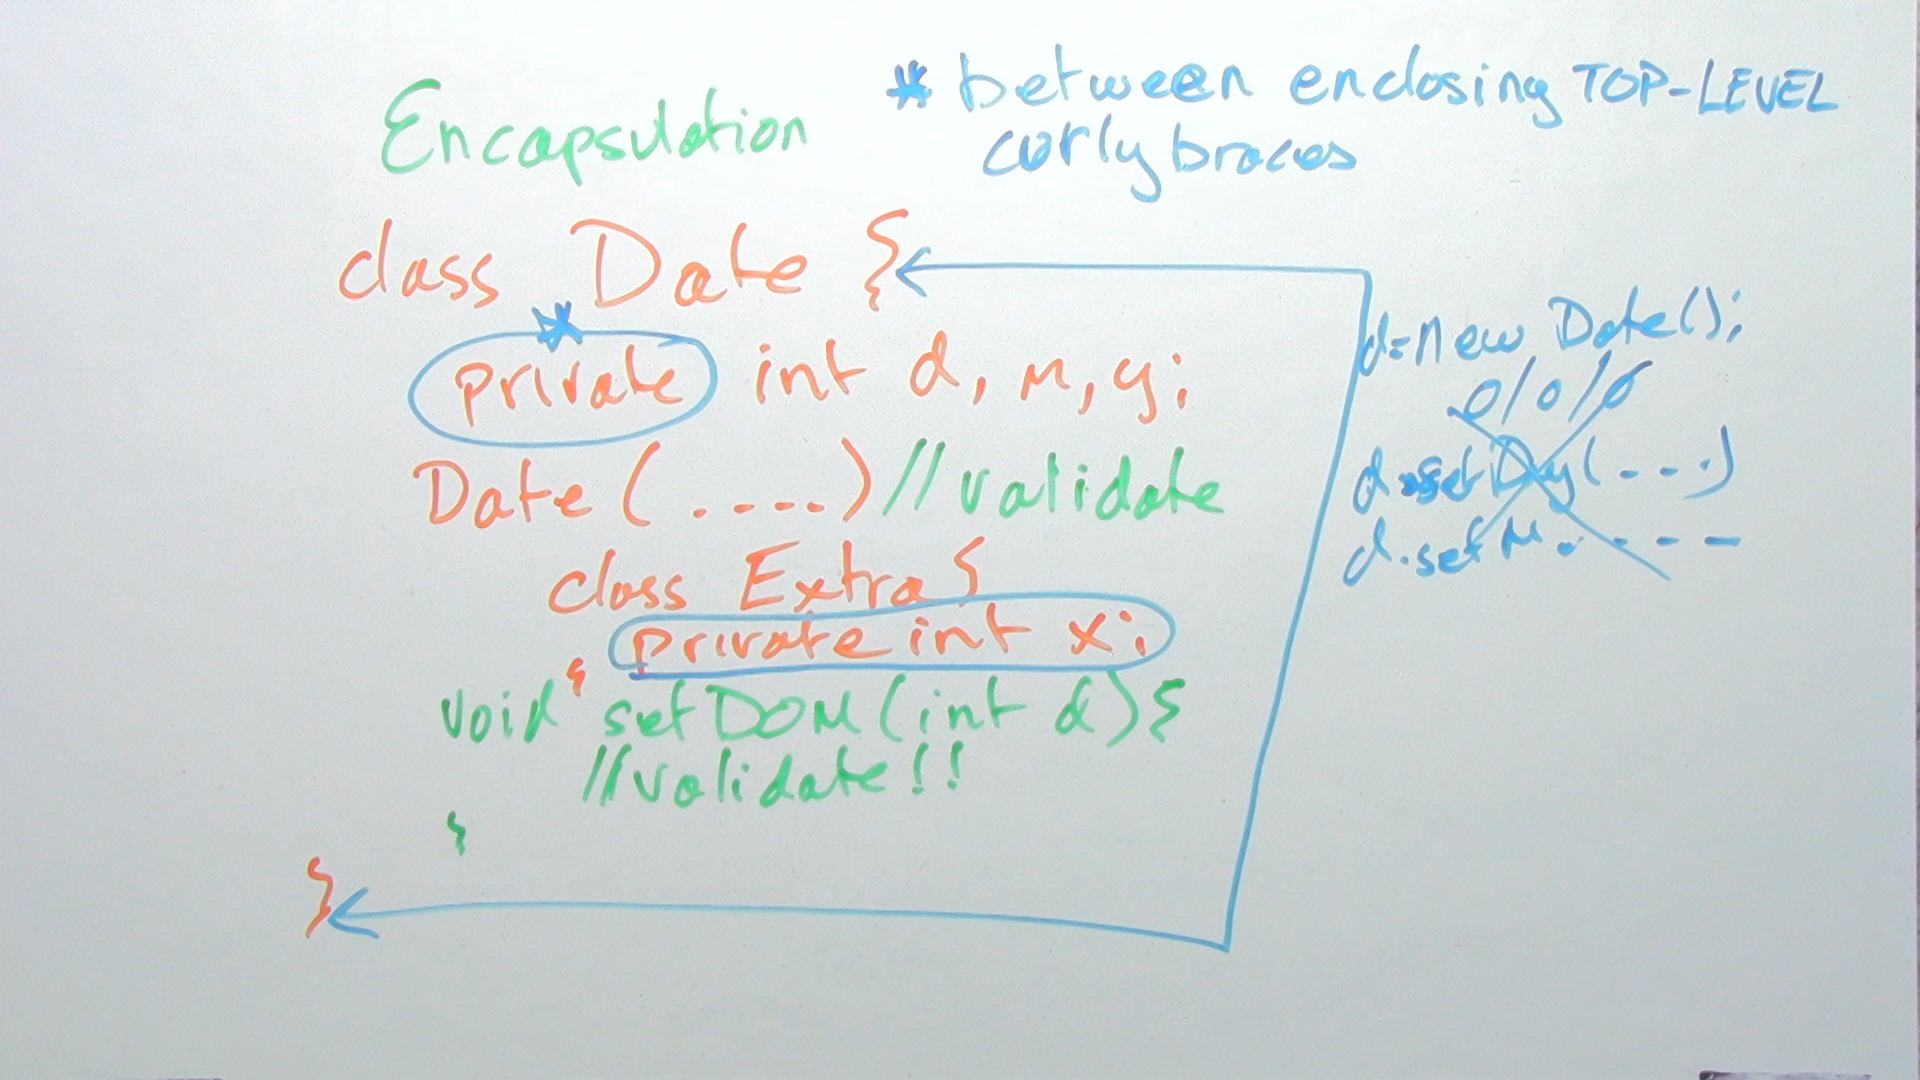 Encapsulation
* between enclosing TOP-LEVEL
curly braces
class Date {
*
private int d, m, y;
Date (....) //validate
class Extra {
private int x;
}
void setDOM (int d) {
//validate!!
}
}
d=new Date();
0/0/0
d.setDay(...)
d.setM.....